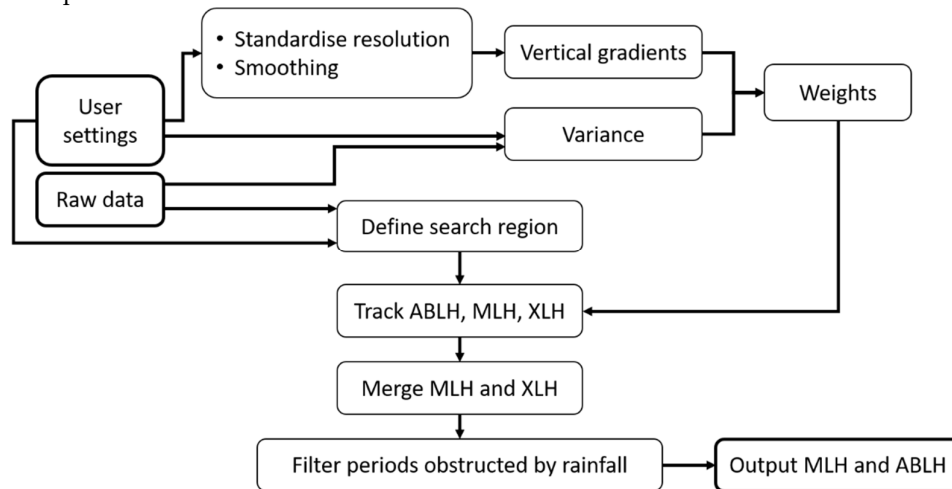 • Standardise resolution
• Smoothing
Vertical gradients
Weights
User
settings
Variance
Raw data
Define search region
Track ABLH, MLH, XLH
Merge MLH and XLH
Filter periods obstructed by rainfall
Output MLH and ABLH